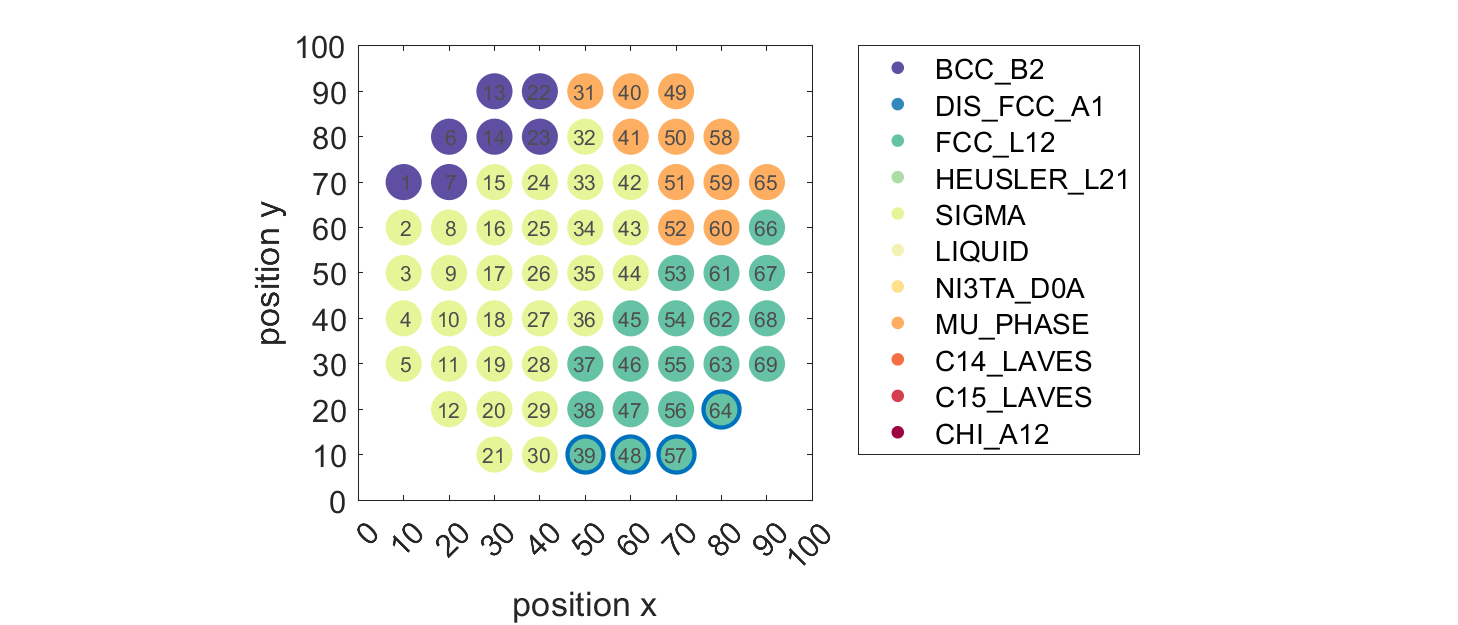 100
90
80
70
60
50
40
30
20
10
0
position y
13 22 31 40 49
6 14 23 32 41 50 58
1 7 15 24 33 42 51 59 65
2 8 16 25 34 43 52 60 66
3 9 17 26 35 44 53 61 67
4 10 18 27 36 45 54 62 68
5 11 19 28 37 46 55 63 69
12 20 29 38 47 56 64
21 30 39 48 57
0 10 20 30 40 50 60 70 80 90 100
position x
BCC_B2
DIS_FCC_A1
FCC_L12
HEUSLER_L21
SIGMA
LIQUID
NI3TA_D0A
MU_PHASE
C14_LAVES
C15_LAVES
CHI_A12